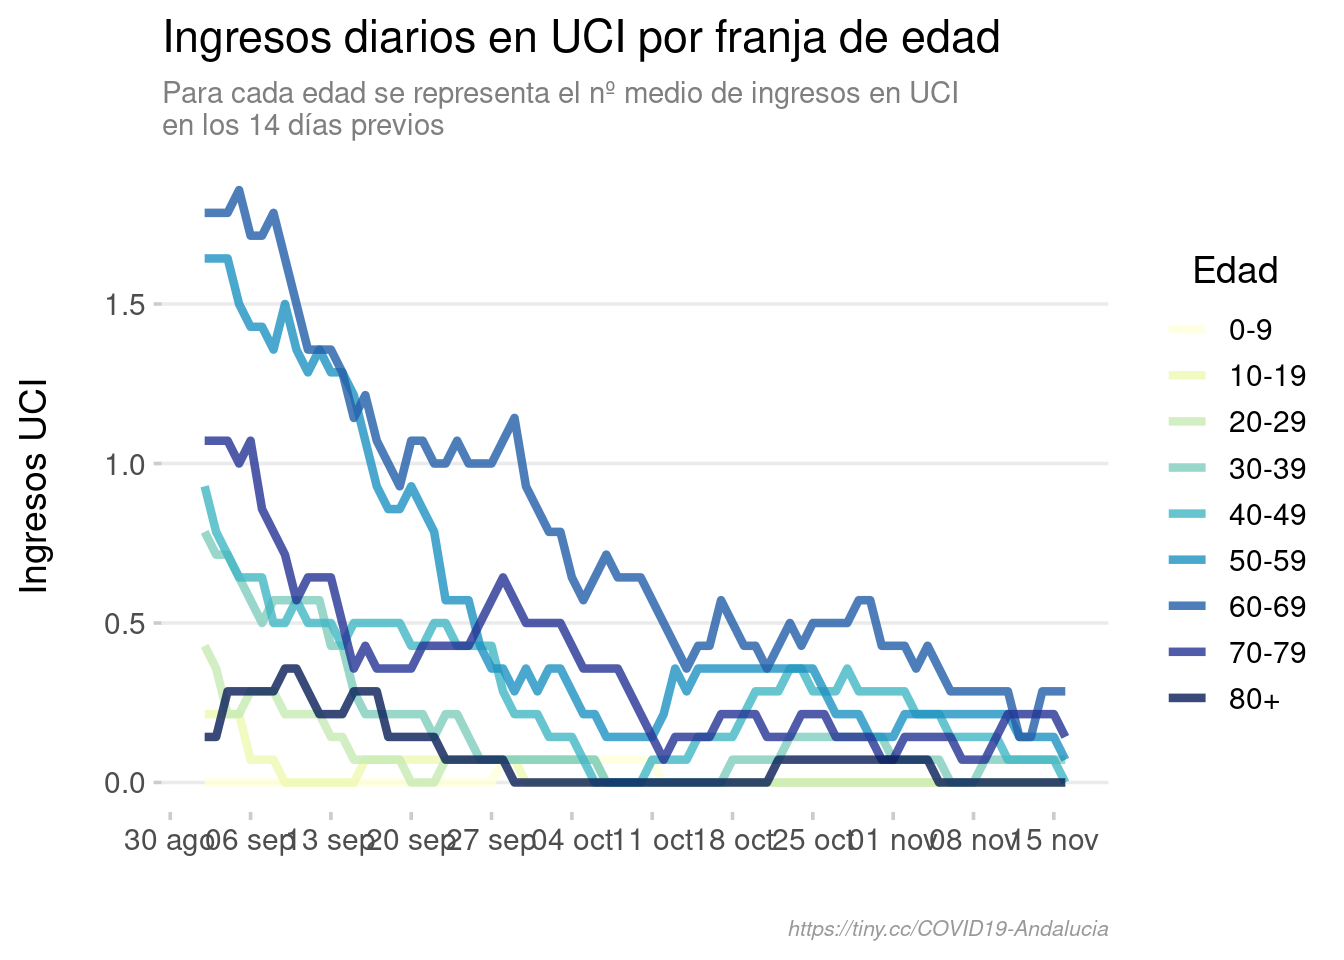 Ingresos diarios en UCI por franja de edad
Para cada edad se representa el nº medio de ingresos en UCI
en los 14 días previos
Ingresos UCI
1.5
1.0
0.5
0.0
30 ago
06 sep
13 sep
20 sep
27 sep
04 oct
11 oct
18 oct
25 oct
01 nov
08 nov
15 nov
Edad
0-9
10-19
20-29
30-39
40-49
50-59
60-69
70-79
80+
https://tiny.cc/COVID19-Andalucia